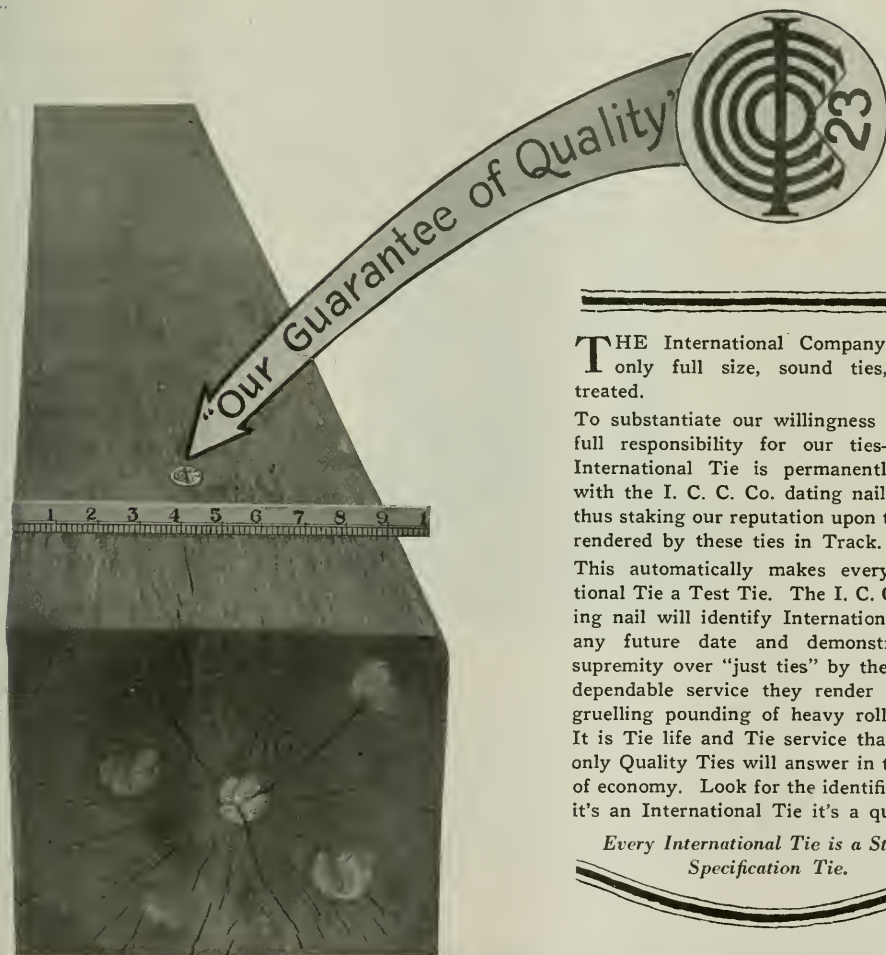 "Our Guarantee of Quality"
23
1 2 3 4 5 6 7 8 9 1
THE International Company
only full size, sound ties,
treated.
To substantiate our willingness
full responsibility for our ties—
International Tie is permanentl
with the I. C. C. Co. dating nail
thus staking our reputation upon t
rendered by these ties in Track.
This automatically makes every
tional Tie a Test Tie. The I. C. C
ing nail will identify Internation
any future date and demonst
supremity over "just ties" by the
dependable service they render
gruelling pounding of heavy roll
It is Tie life and Tie service tha
only Quality Ties will answer in t
of economy. Look for the identifi
it's an International Tie it's a qu
Every International Tie is a St
Specification Tie.